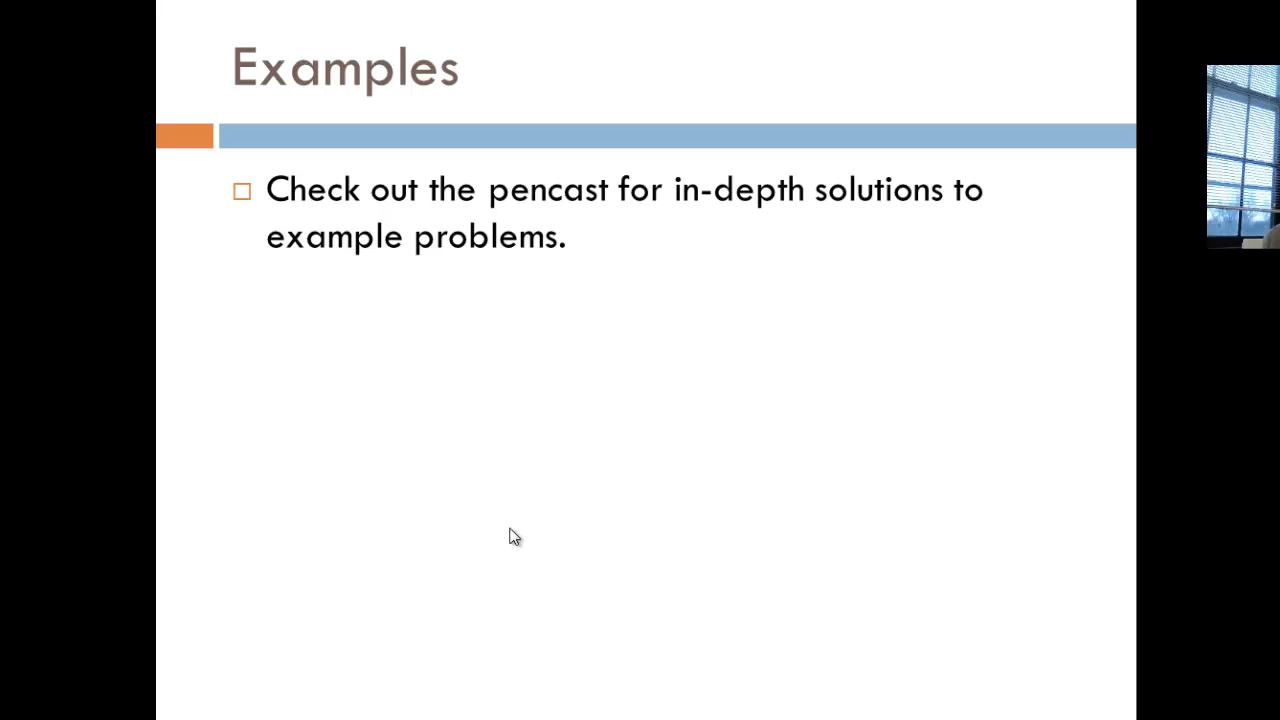 Examples
Check out the pencast for in-depth solutions to
example problems.